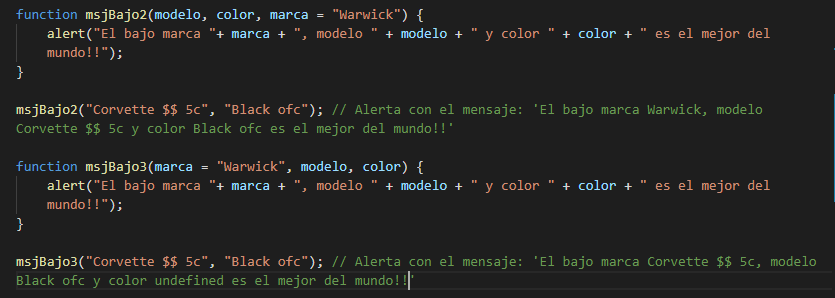 function msjBajo2(modelo, color, marca = "Warwick") {
alert("El bajo marca "+ marca + ", modelo " + modelo + " y color " + color + " es el mejor del
mundo!!");
}
msjBajo2("Corvette $$ 5c", "Black ofc"); // Alerta con el mensaje: 'El bajo marca Warwick, modelo
Corvette $$ 5c y color Black ofc es el mejor del mundo!!'
function msjBajo3(marca = "Warwick", modelo, color) {
alert("El bajo marca "+ marca + ", modelo " + modelo + " y color " + color + " es el mejor del
mundo!!");
}
msjBajo3("Corvette $$ 5c", "Black ofc"); // Alerta con el mensaje: 'El bajo marca Corvette $$ 5c, modelo
Black ofc y color undefined es el mejor del mundo!!'